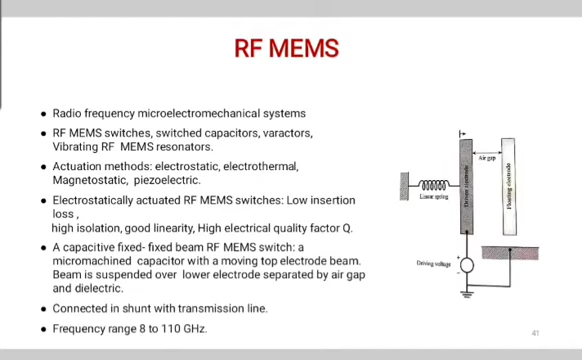 RF MEMS
● Radio frequency microelectromechanical systems
● RF MEMS switches, switched capacitors, varactors,
Vibrating RF MEMS resonators.
● Actuation methods: electrostatic, electrothermal,
Magnetostatic, piezoelectric.
● Electrostatically actuated RF MEMS switches: Low insertion
loss ,
high isolation, good linearity, High electrical quality factor Q.
● A capacitive fixed- fixed beam RF MEMS switch: a
micromachined capacitor with a moving top electrode beam.
Beam is suspended over lower electrode separated by air gap
and dielectric.
● Connected in shunt with transmission line.
● Frequency range 8 to 110 GHz.
Air gap
Linear spring
electrode
Floating electrode
Driving voltage
+
-
41